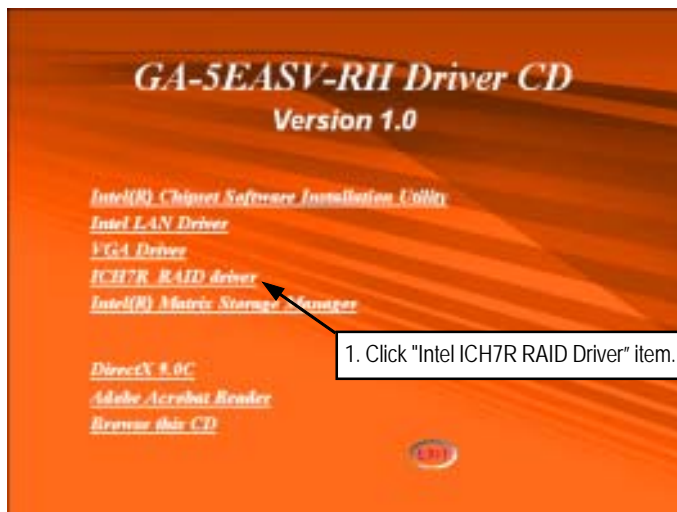 GA-5EASV-RH Driver CD
Version 1.0
Intel(R) Chipset Software Installation Utility
Intel LAN Driver
VGA Driver
ICH7R RAID driver
Intel(R) Matrix Storage Manager
1. Click "Intel ICH7R RAID Driver" item.
DirectX 9.0C
Adobe Acrobat Reader
Browse this CD
EXIT